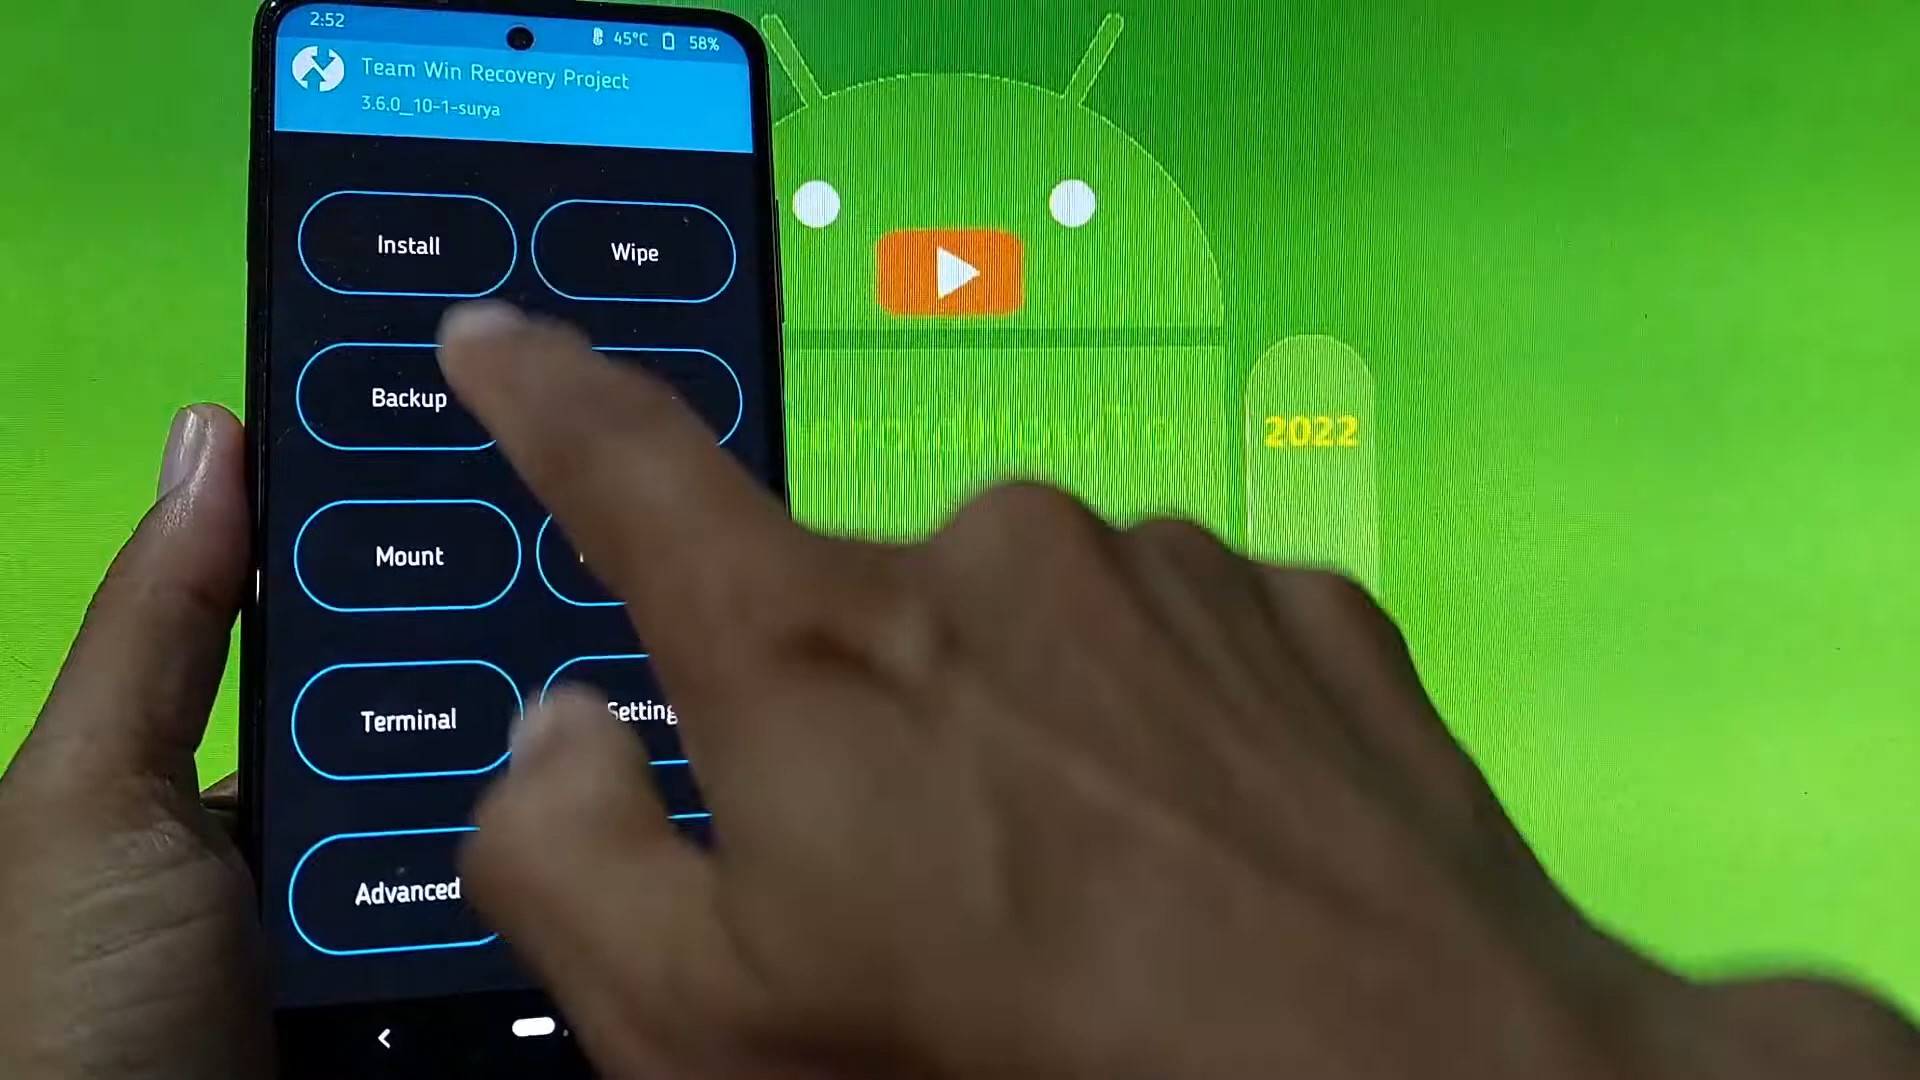 2:52
45°C 58%
Team Win Recovery Project
3.6.0_10-1-surya
Install
Wipe
Backup
Mount
Terminal
Setting
Advanced
2022